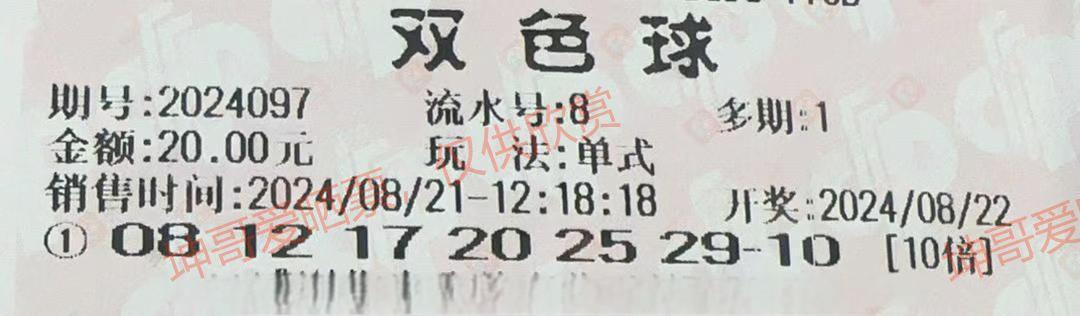 双色球
期号:2024097 流水号:8 多期:1
金额:20.00元 玩 法:单式
销售时间:2024/08/21-12:18:18 开奖:2024/08/22
① 08 12 17 20 25 29-10 [10倍]
仅供欣赏
坤哥爱晒票
坤哥爱